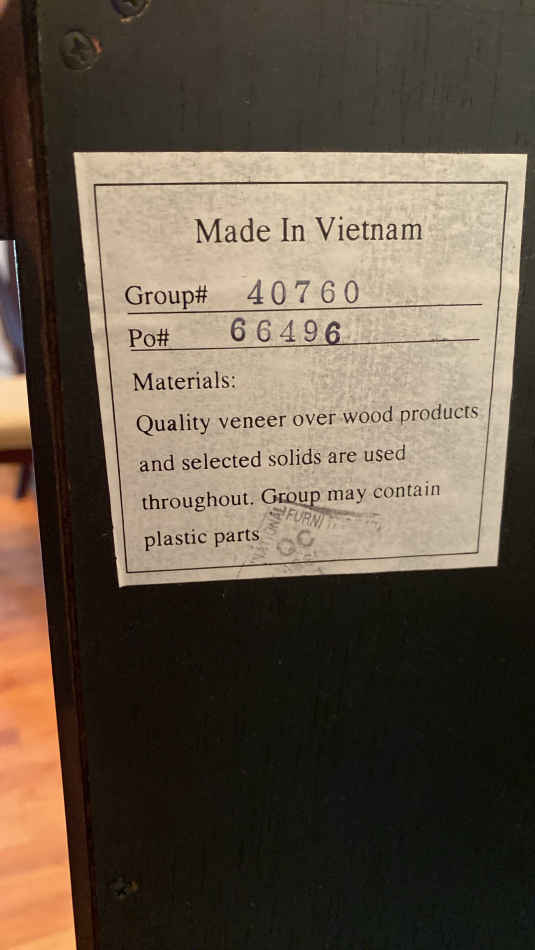 Made In Vietnam
Group# 40760
Po# 66496
Materials:
Quality veneer over wood products
and selected solids are used
throughout. Group may contain
plastic parts